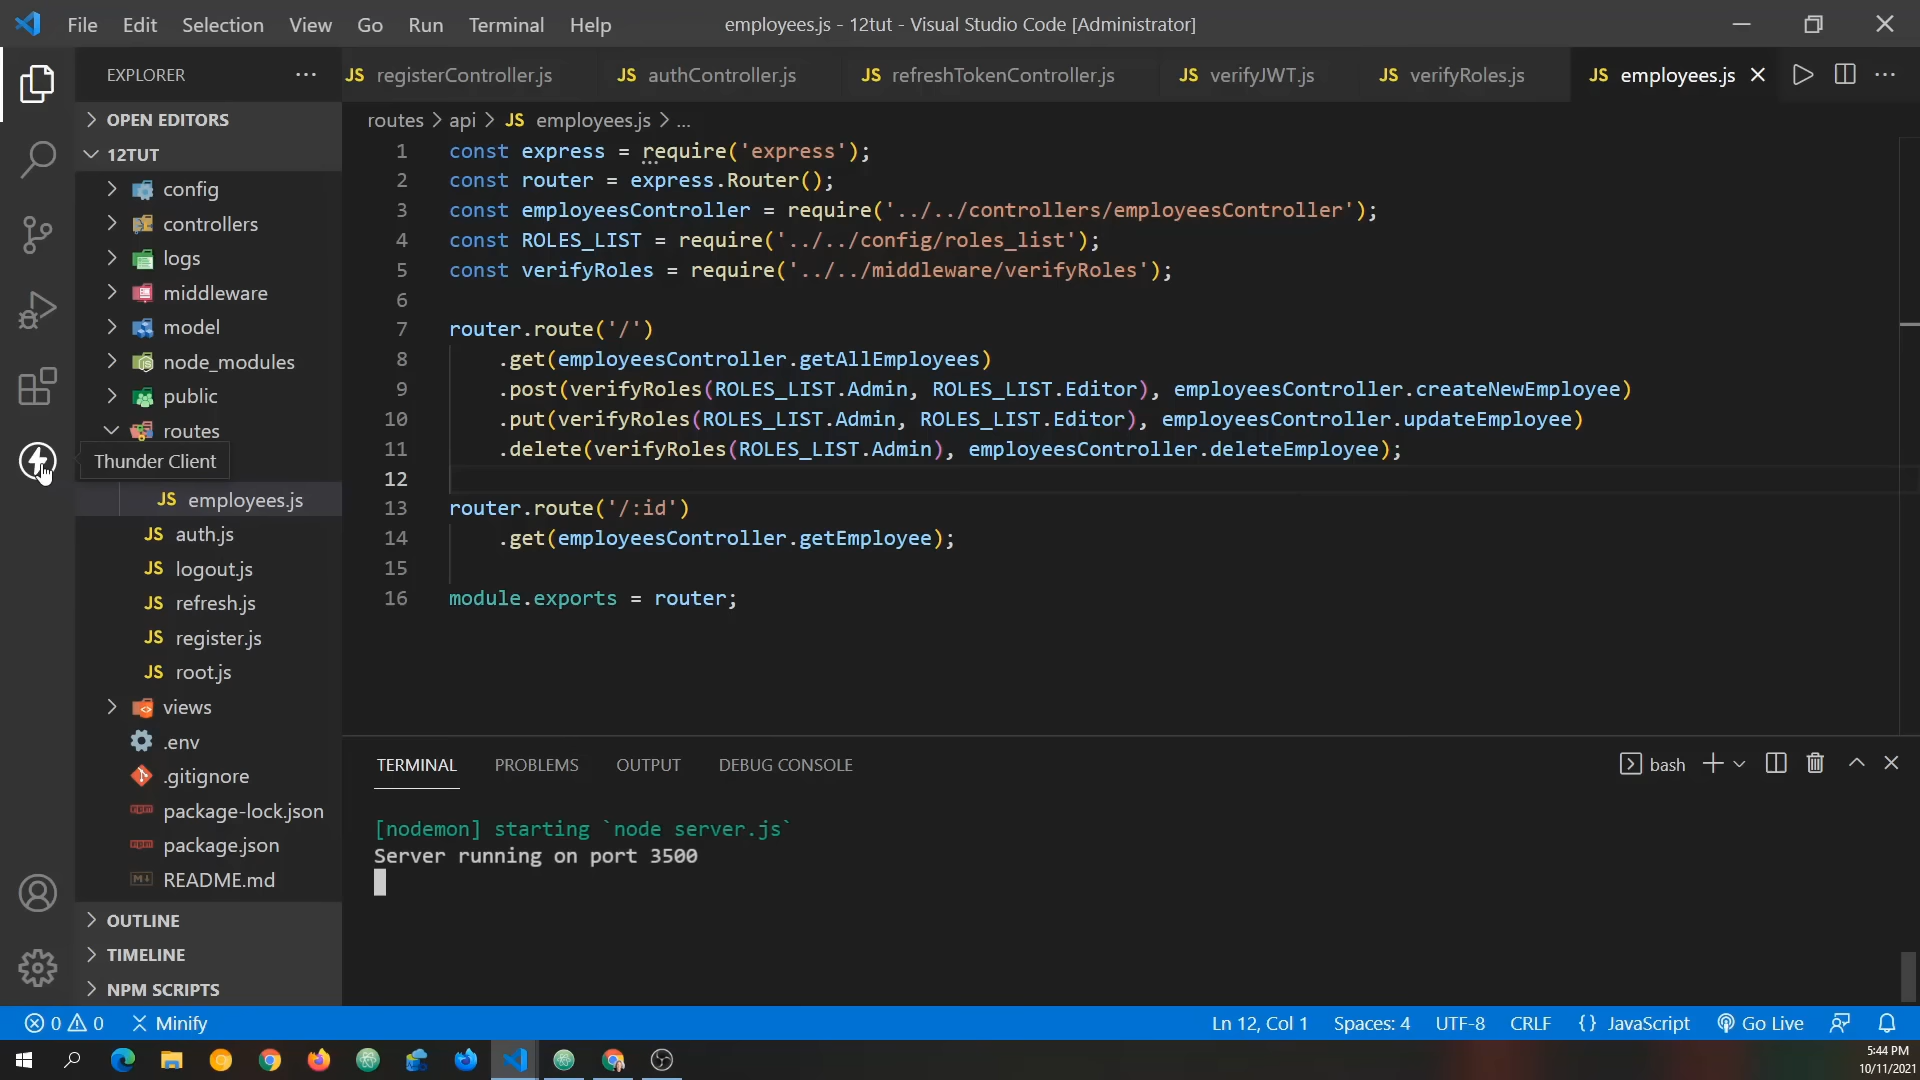 File Edit Selection View Go Run Terminal Help
employees.js - 12tut - Visual Studio Code [Administrator]
EXPLORER
JS registerController.js JS authController.js JS refreshTokenController.js JS verifyJWT.js JS verifyRoles.js JS employees.js
OPEN EDITORS
12TUT
config
controllers
logs
middleware
model
node_modules
public
routes
Thunder Client
JS employees.js
JS auth.js
JS logout.js
JS refresh.js
JS register.js
JS root.js
views
.env
.gitignore
package-lock.json
package.json
README.md
OUTLINE
TIMELINE
NPM SCRIPTS
routes > api > JS employees.js > ...
1 const express = require('express');
2 const router = express.Router();
3 const employeesController = require('../../controllers/employeesController');
4 const ROLES_LIST = require('../../config/roles_list');
5 const verifyRoles = require('../../middleware/verifyRoles');
6
7 router.route('/')
8 .get(employeesController.getAllEmployees)
9 .post(verifyRoles(ROLES_LIST.Admin, ROLES_LIST.Editor), employeesController.createNewEmployee)
10 .put(verifyRoles(ROLES_LIST.Admin, ROLES_LIST.Editor), employeesController.updateEmployee)
11 .delete(verifyRoles(ROLES_LIST.Admin), employeesController.deleteEmployee);
12
13 router.route('/:id')
14 .get(employeesController.getEmployee);
15
16 module.exports = router;
TERMINAL PROBLEMS OUTPUT DEBUG CONSOLE
bash
[nodemon] starting `node server.js`
Server running on port 3500
0 0 Minify
Ln 12, Col 1 Spaces: 4 UTF-8 CRLF {} JavaScript Go Live
5:44 PM
10/11/2021